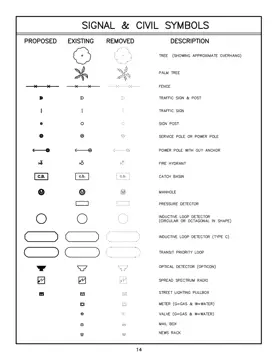 SIGNAL & CIVIL SYMBOLS
PROPOSED EXISTING REMOVED DESCRIPTION
TREE (SHOWING APPROXIMATE OVERHANG)
PALM TREE
FENCE
TRAFFIC SIGN & POST
TRAFFIC SIGN
SIGN POST
SERVICE POLE OR POWER POLE
POWER POLE WITH GUY ANCHOR
FIRE HYDRANT
C.B. C.B. C.B. CATCH BASIN
MANHOLE
PRESSURE DETECTOR
INDUCTIVE LOOP DETECTOR
(CIRCULAR OR OCTAGONAL IN SHAPE)
INDUCTIVE LOOP DETECTOR (TYPE C)
TRANSIT PRIORITY LOOP
OPTICAL DETECTOR (OPTICON)
SPREAD SPECTRUM RADIO
STREET LIGHTING PULLBOX
METER (G=GAS & W=WATER)
VALVE (G=GAS & W=WATER)
MAIL BOX
NEWS RACK
14